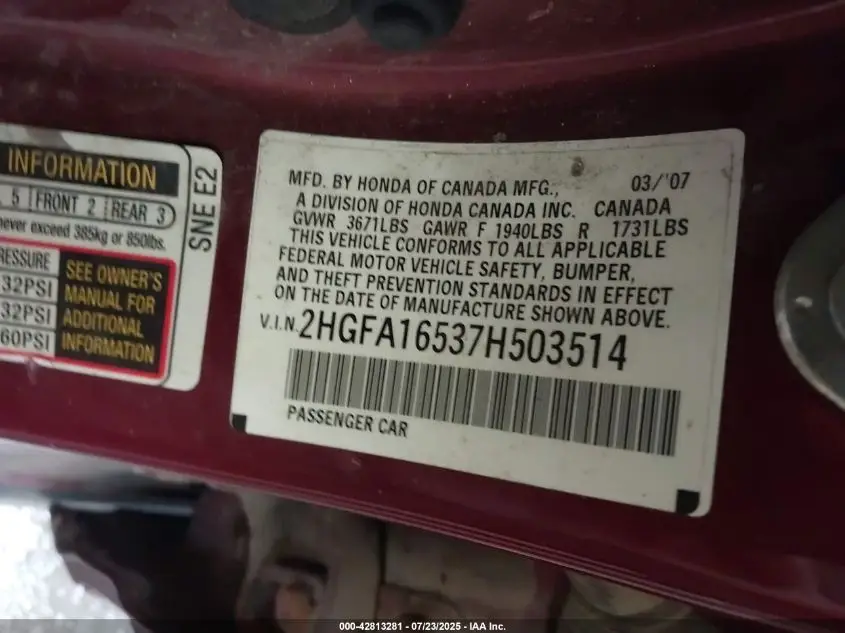 INFORMATION
5 FRONT 2 REAR 3
never exceed 385kg or 850lbs.
PRESSURE
32PSI
32PSI
60PSI
SEE OWNER'S
MANUAL FOR
ADDITIONAL
INFORMATION
SNE E2
MFD. BY HONDA OF CANADA MFG., 03/'07
A DIVISION OF HONDA CANADA INC. CANADA
GVWR 3671LBS GAWR F 1940LBS R 1731LBS
THIS VEHICLE CONFORMS TO ALL APPLICABLE
FEDERAL MOTOR VEHICLE SAFETY, BUMPER,
AND THEFT PREVENTION STANDARDS IN EFFECT
ON THE DATE OF MANUFACTURE SHOWN ABOVE.
V.I.N. 2HGFA16537H503514
PASSENGER CAR
000-42813281 - 07/23/2025 - IAA Inc.